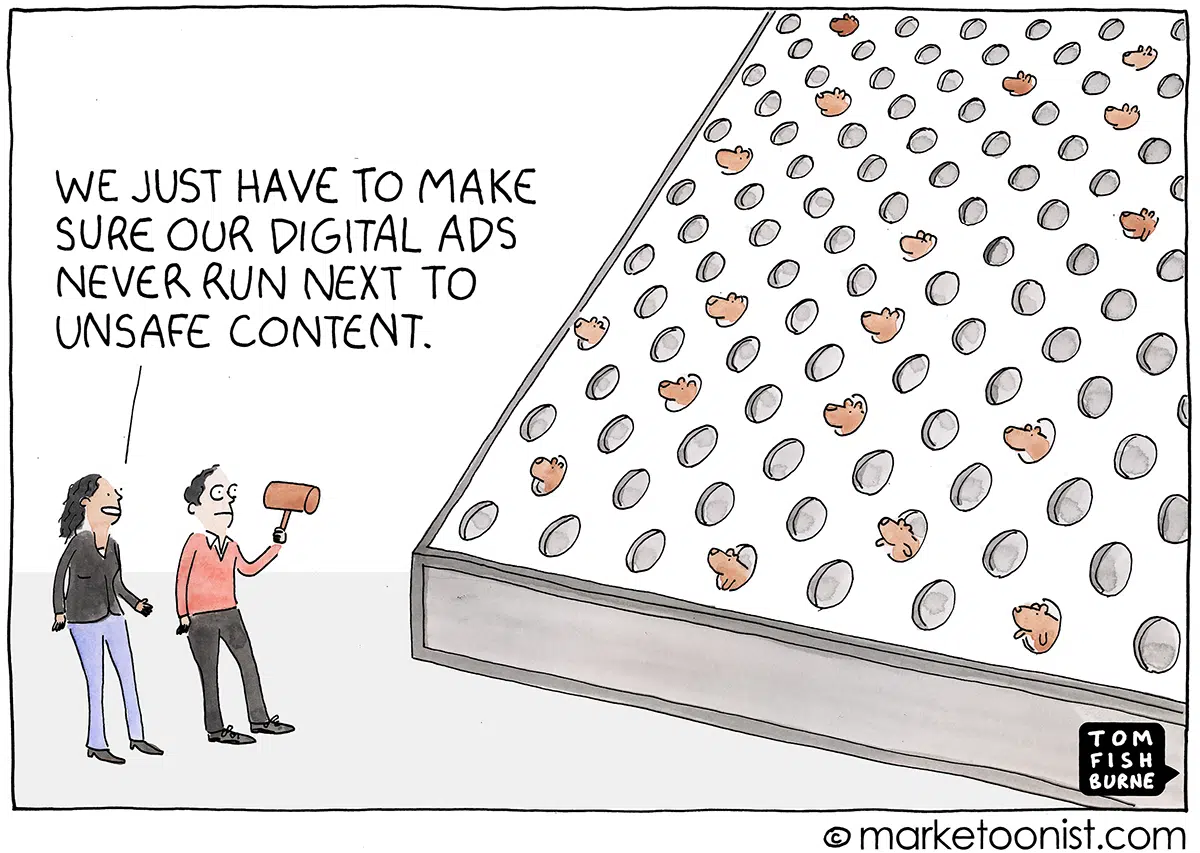 WE JUST HAVE TO MAKE
SURE OUR DIGITAL ADS
NEVER RUN NEXT TO
UNSAFE CONTENT.
TOM
FISH
BURNE
© marketoonist.com